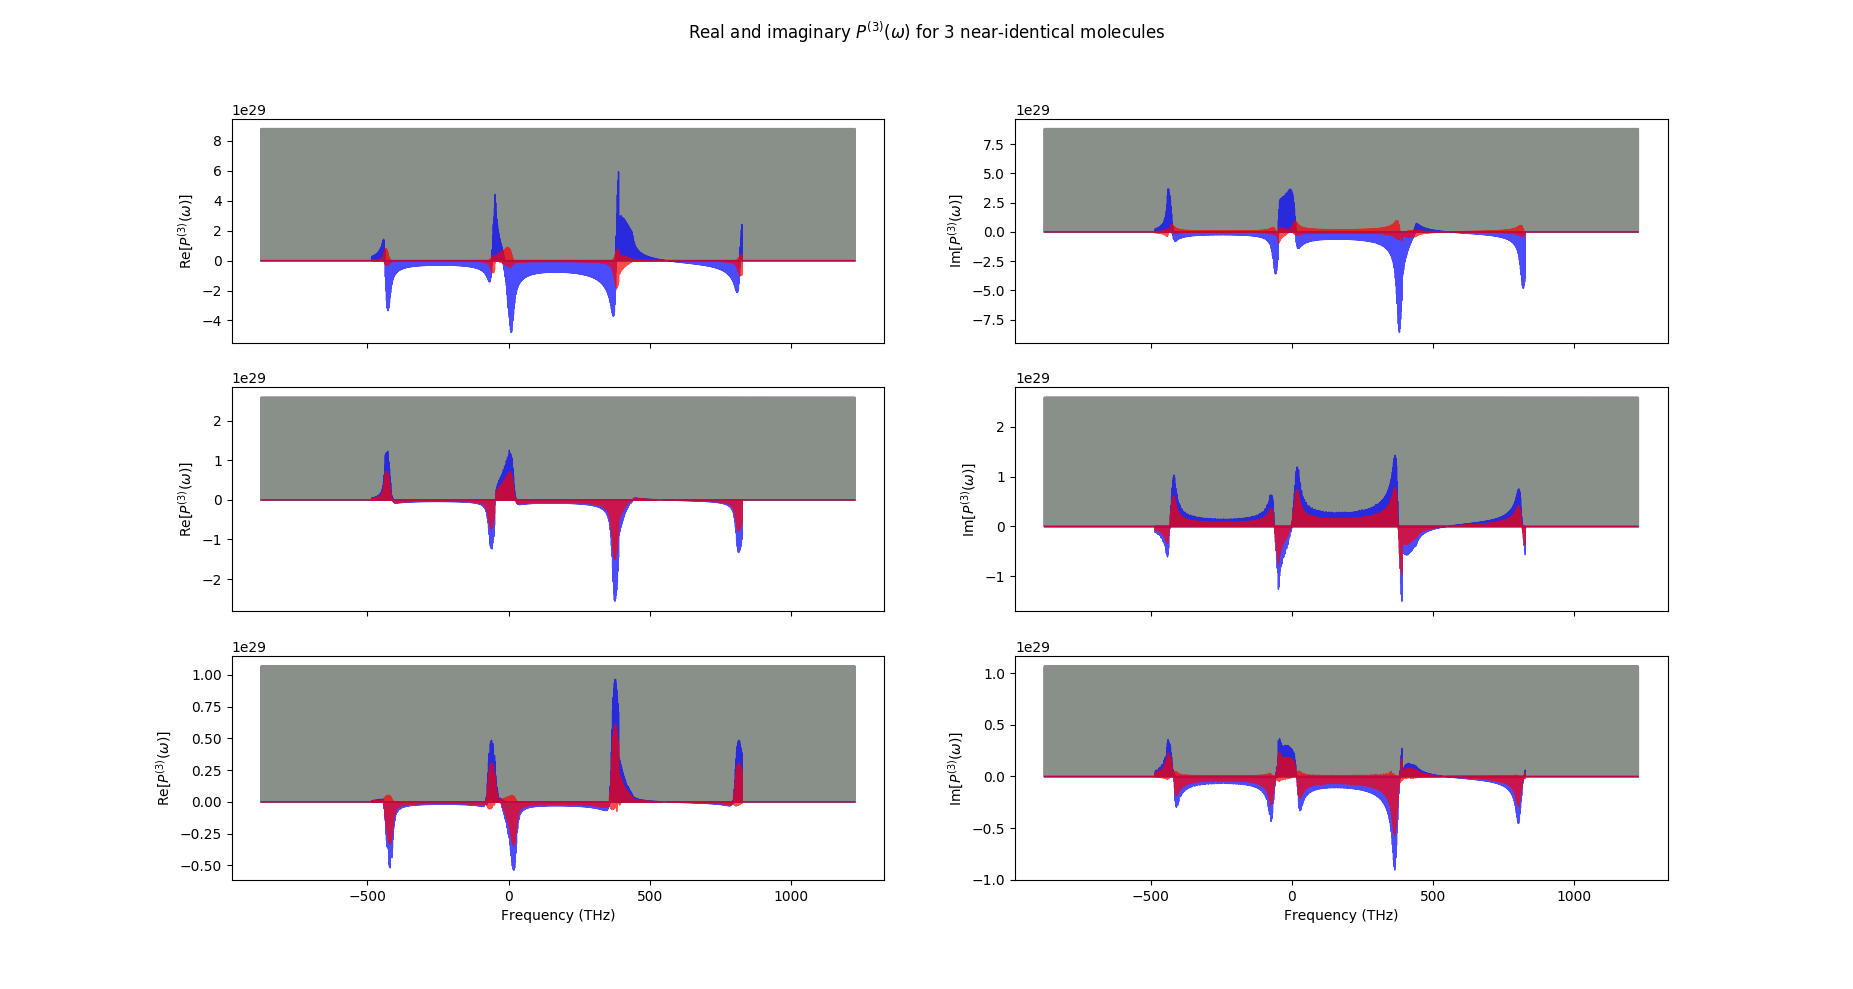 Real and imaginary P^{(3)}(ω) for 3 near-identical molecules
1e29
8
6
4
2
0
−2
−4
Re[P^{(3)}(ω)]
1e29
7.5
5.0
2.5
0.0
−2.5
−5.0
−7.5
Im[P^{(3)}(ω)]
1e29
2
1
0
−1
−2
Re[P^{(3)}(ω)]
1e29
2
1
0
−1
Im[P^{(3)}(ω)]
1e29
1.00
0.75
0.50
0.25
0.00
−0.25
−0.50
Re[P^{(3)}(ω)]
−500 0 500 1000
Frequency (THz)
1e29
1.0
0.5
0.0
−0.5
−1.0
Im[P^{(3)}(ω)]
−500 0 500 1000
Frequency (THz)